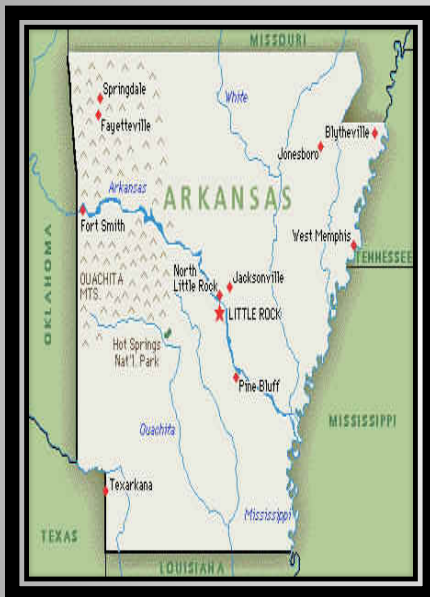 MISSOURI
Springdale
White
Fayetteville
Blytheville
Jonesboro
Arkansas
ARKANSAS
Fort Smith
OKLAHOMA
West Memphis
TENNESSEE
OUACHITA
MTS.
North
Little Rock
Jacksonville
LITTLE ROCK
Hot Springs
Nat'l. Park
Pine Bluff
MISSISSIPPI
Ouachita
Texarkana
Mississippi
TEXAS
LOUISIANA